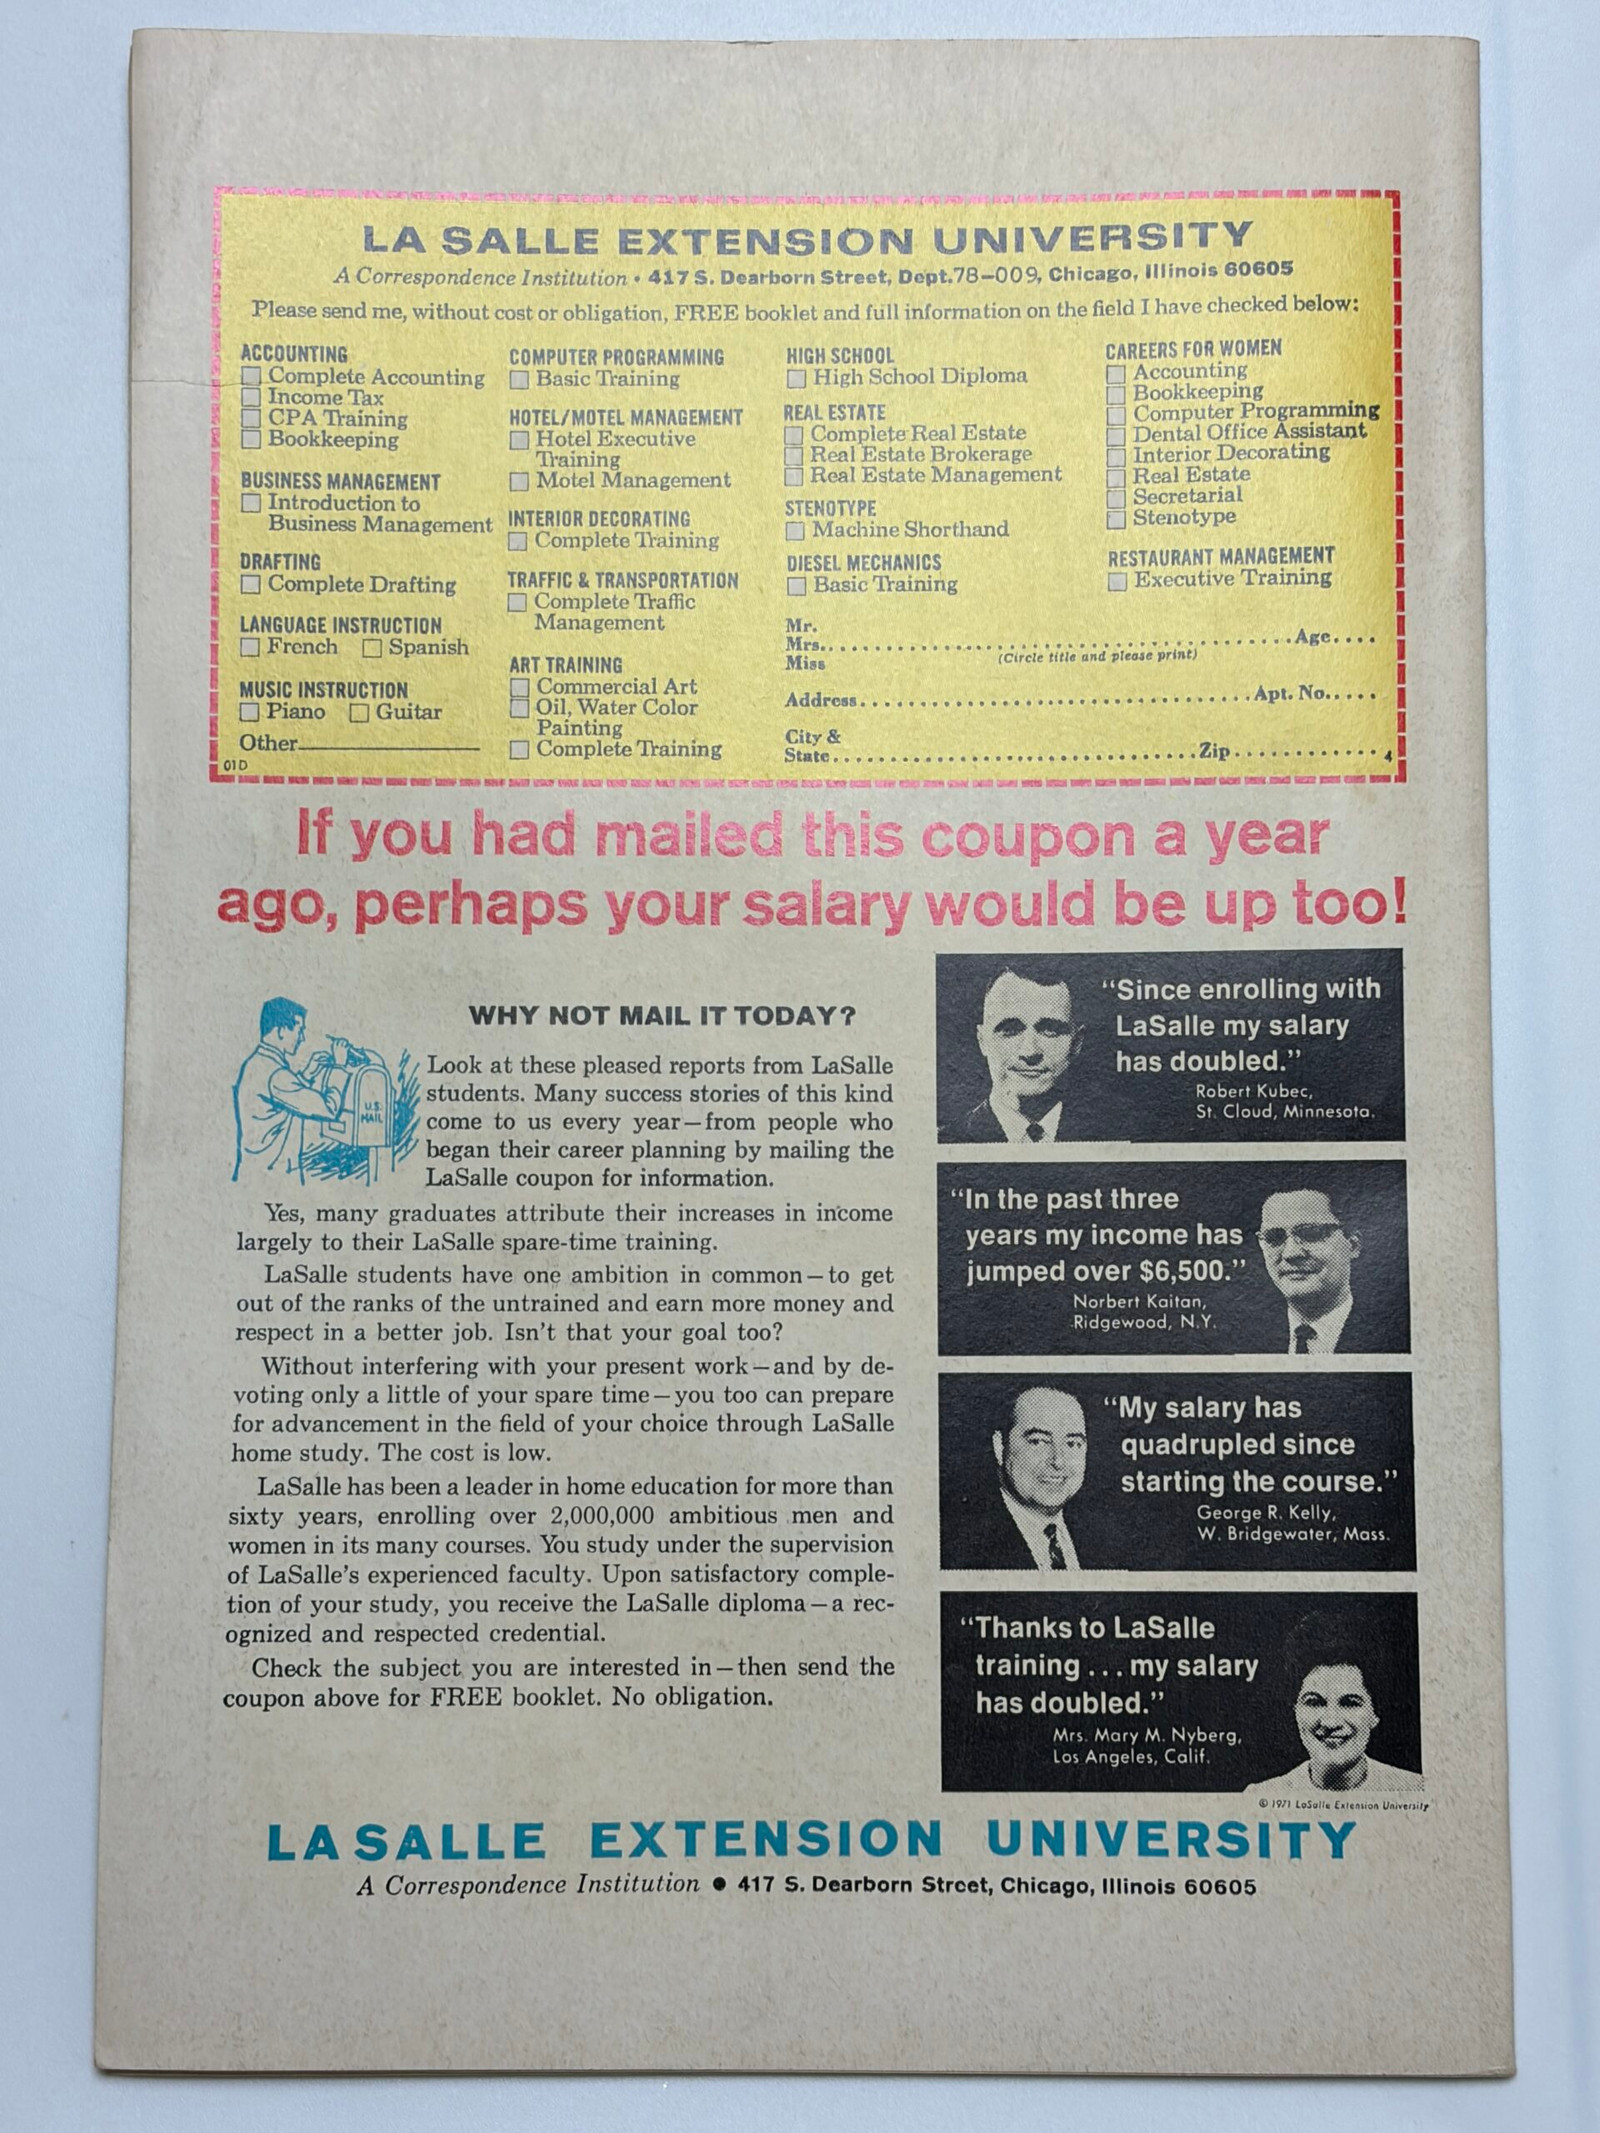 LA SALLE EXTENSION UNIVERSITY
A Correspondence Institution • 417 S. Dearborn Street, Dept.78–009, Chicago, Illinois 60605
Please send me, without cost or obligation, FREE booklet and full information on the field I have checked below:
ACCOUNTING
Complete Accounting
Income Tax
CPA Training
Bookkeeping
BUSINESS MANAGEMENT
Introduction to
Business Management
DRAFTING
Complete Drafting
LANGUAGE INSTRUCTION
French Spanish
MUSIC INSTRUCTION
Piano Guitar
Other
01D
COMPUTER PROGRAMMING
Basic Training
HOTEL/MOTEL MANAGEMENT
Hotel Executive
Training
Motel Management
INTERIOR DECORATING
Complete Training
TRAFFIC & TRANSPORTATION
Complete Traffic
Management
ART TRAINING
Commercial Art
Oil, Water Color
Painting
Complete Training
HIGH SCHOOL
High School Diploma
REAL ESTATE
Complete Real Estate
Real Estate Brokerage
Real Estate Management
STENOTYPE
Machine Shorthand
DIESEL MECHANICS
Basic Training
CAREERS FOR WOMEN
Accounting
Bookkeeping
Computer Programming
Dental Office Assistant
Interior Decorating
Real Estate
Secretarial
Stenotype
RESTAURANT MANAGEMENT
Executive Training
Mr.
Mrs. Age
Miss (Circle title and please print)
Address Apt. No.
City &
State Zip 4
If you had mailed this coupon a year
ago, perhaps your salary would be up too!
WHY NOT MAIL IT TODAY?
U.S.
MAIL
Look at these pleased reports from LaSalle
students. Many success stories of this kind
come to us every year—from people who
began their career planning by mailing the
LaSalle coupon for information.
Yes, many graduates attribute their increases in income
largely to their LaSalle spare-time training.
LaSalle students have one ambition in common—to get
out of the ranks of the untrained and earn more money and
respect in a better job. Isn't that your goal too?
Without interfering with your present work—and by de-
voting only a little of your spare time—you too can prepare
for advancement in the field of your choice through LaSalle
home study. The cost is low.
LaSalle has been a leader in home education for more than
sixty years, enrolling over 2,000,000 ambitious men and
women in its many courses. You study under the supervision
of LaSalle's experienced faculty. Upon satisfactory comple-
tion of your study, you receive the LaSalle diploma—a rec-
ognized and respected credential.
Check the subject you are interested in—then send the
coupon above for FREE booklet. No obligation.
"Since enrolling with
LaSalle my salary
has doubled."
Robert Kubec,
St. Cloud, Minnesota.
"In the past three
years my income has
jumped over $6,500."
Norbert Kaitan,
Ridgewood, N.Y.
"My salary has
quadrupled since
starting the course."
George R. Kelly,
W. Bridgewater, Mass.
"Thanks to LaSalle
training . . . my salary
has doubled."
Mrs. Mary M. Nyberg,
Los Angeles, Calif.
© 1971 LaSalle Extension University
LA SALLE EXTENSION UNIVERSITY
A Correspondence Institution • 417 S. Dearborn Street, Chicago, Illinois 60605